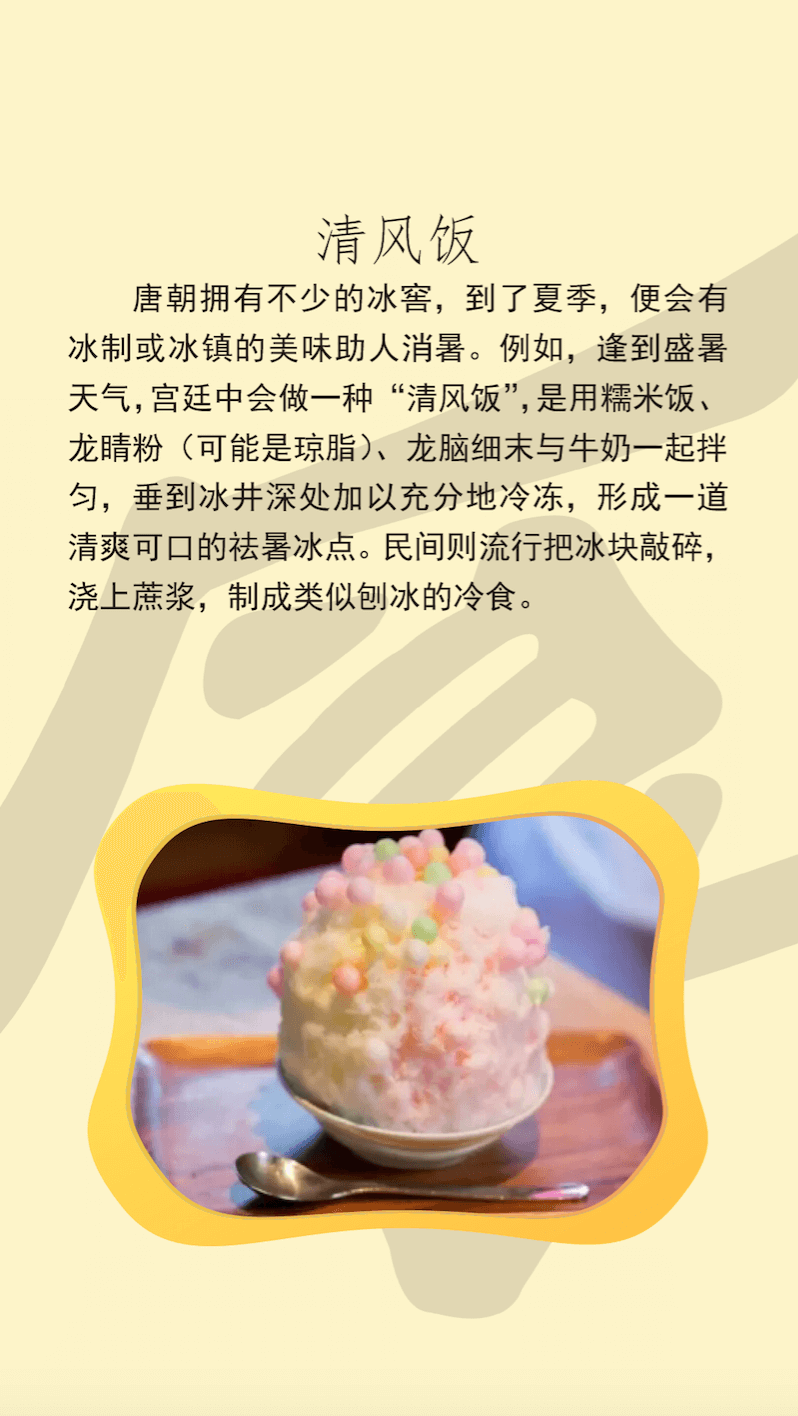 清风饭
唐朝拥有不少的冰窖，到了夏季，便会有
冰制或冰镇的美味助人消暑。例如，逢到盛暑
天气，宫廷中会做一种“清风饭”，是用糯米饭、
龙睛粉（可能是琼脂）、龙脑细末与牛奶一起拌
匀，垂到冰井深处加以充分地冷冻，形成一道
清爽可口的祛暑冰点。民间则流行把冰块敲碎，
浇上蔗浆，制成类似刨冰的冷食。